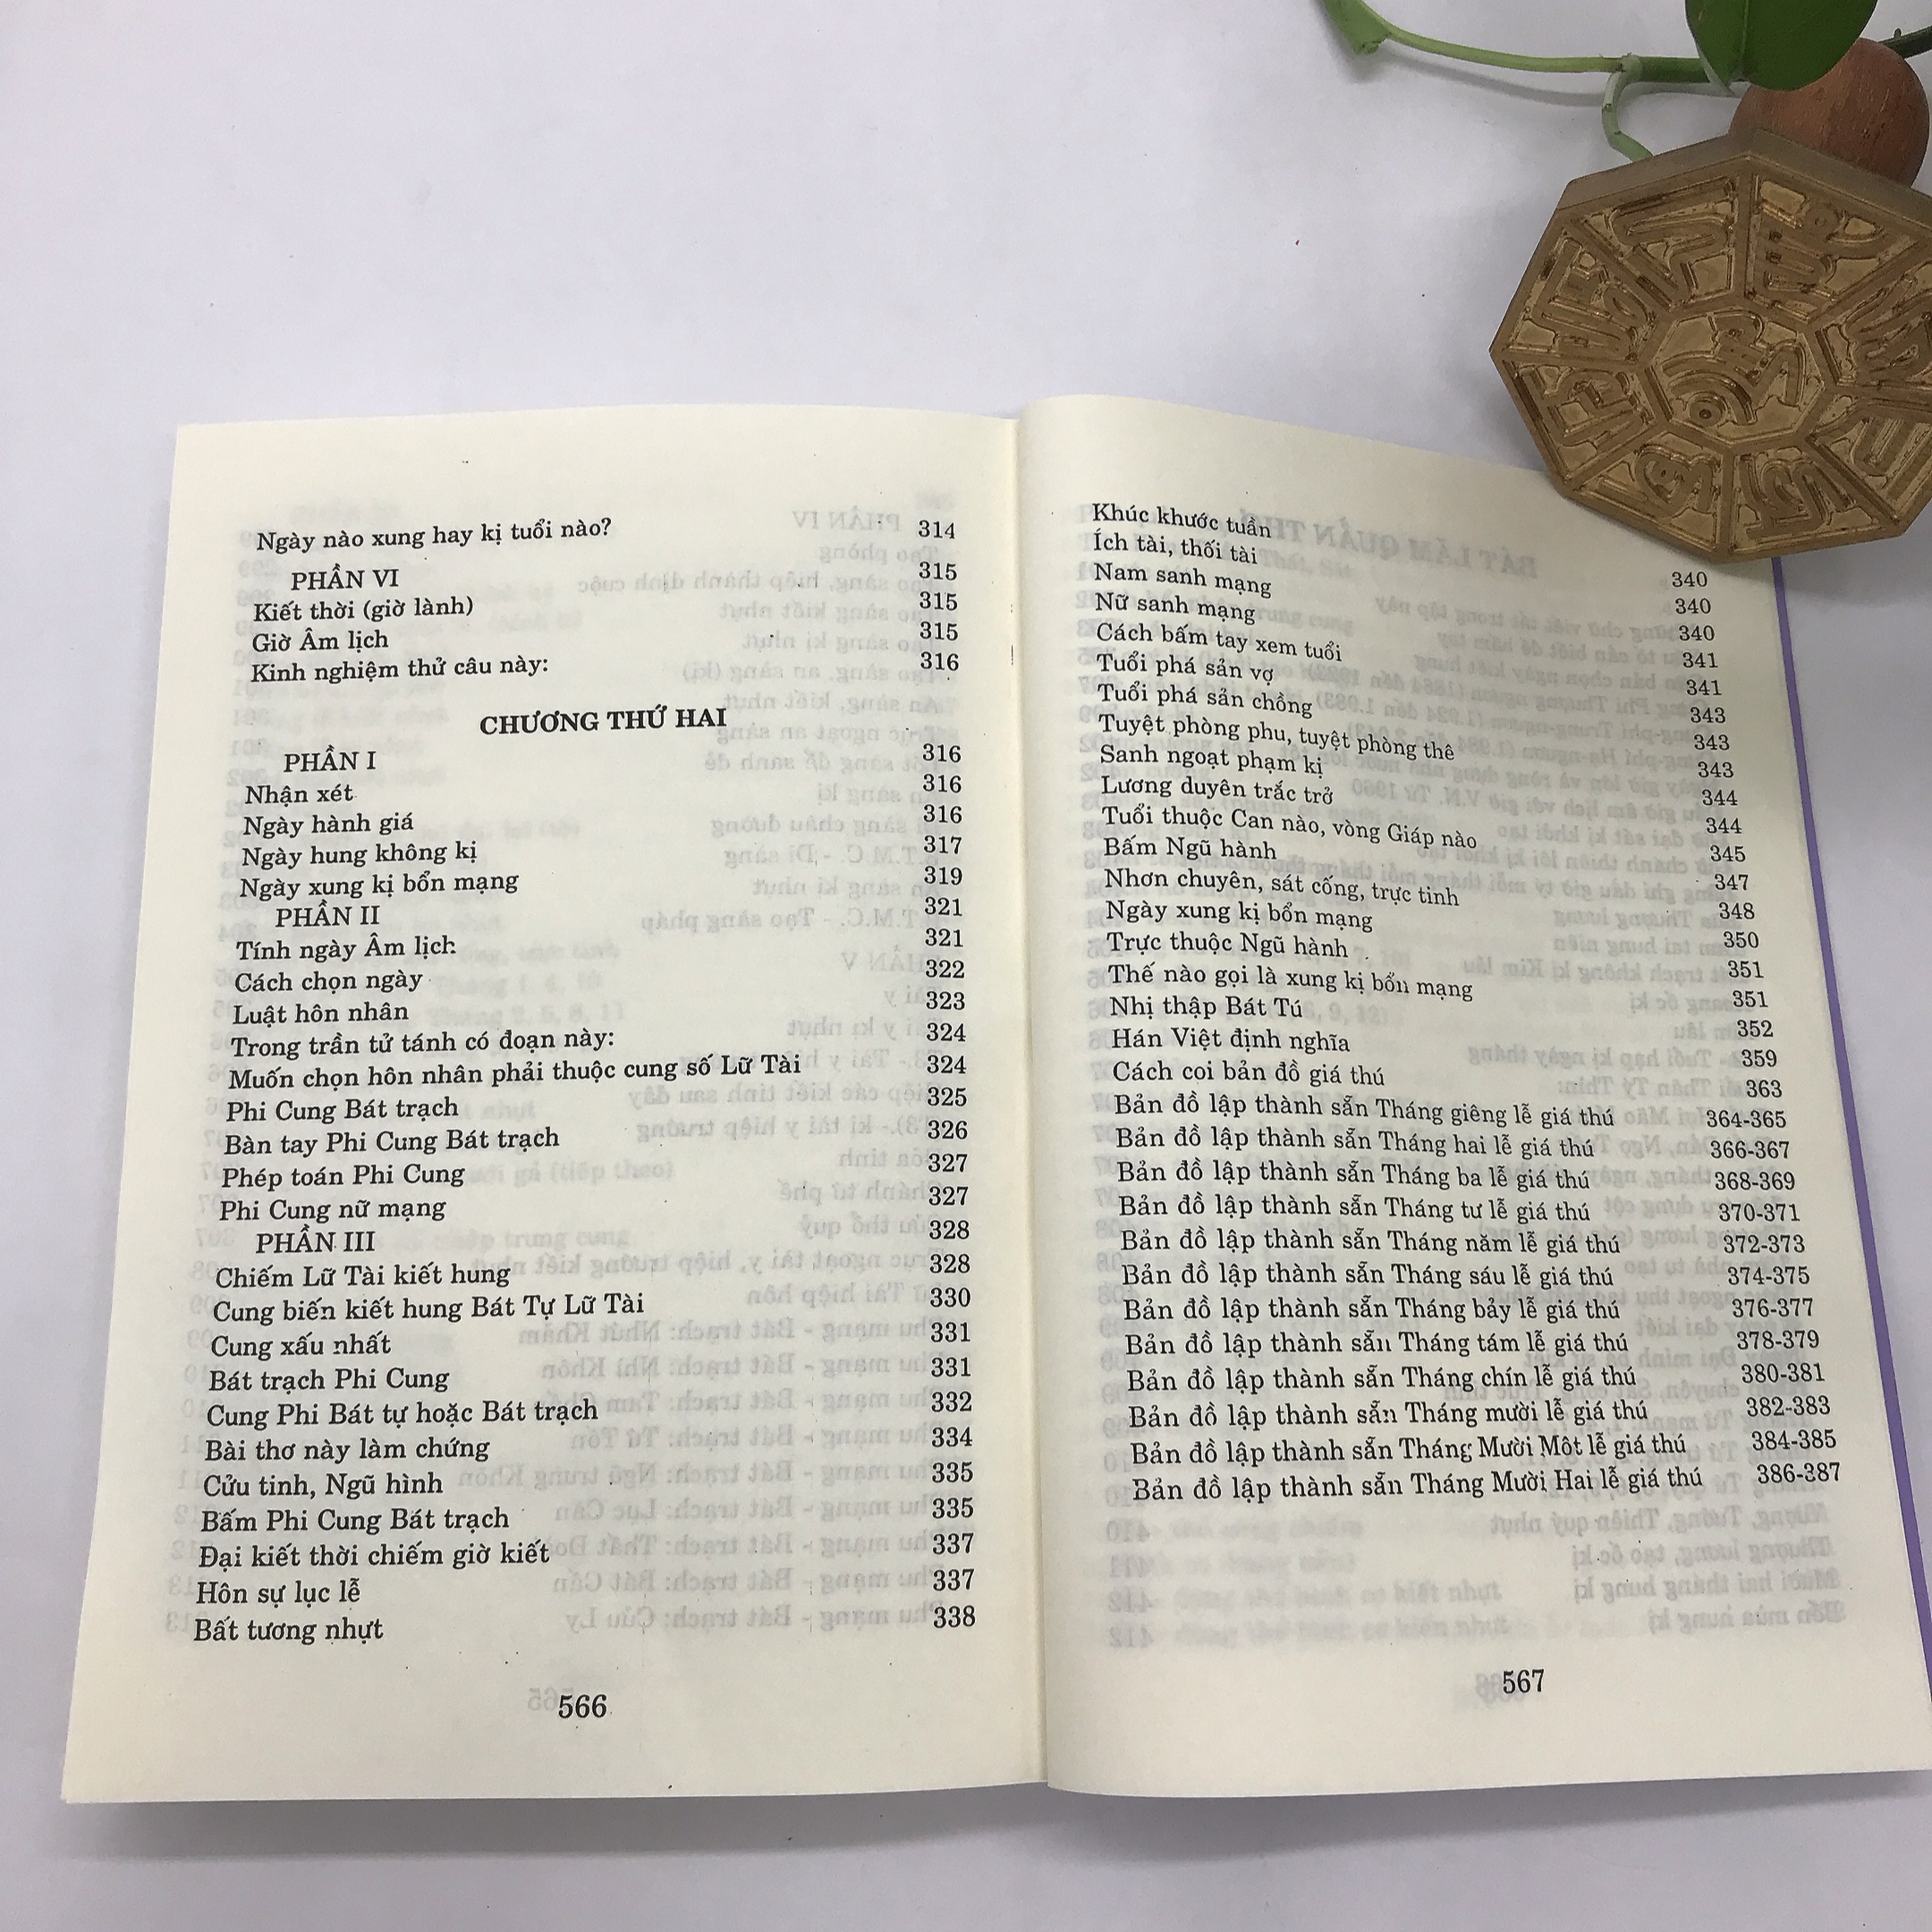 Ngày nào xung hay kị tuổi nào? 314
PHẦN VI 315
Kiết thời (giờ lành) 315
Giờ Âm lịch 315
Kinh nghiệm thử câu này: 316
CHƯƠNG THỨ HAI
PHẦN I 316
Nhận xét 316
Ngày hành giá 316
Ngày hung không kị 317
Ngày xung kị bổn mạng 319
PHẦN II 321
Tính ngày Âm lịch 321
Cách chọn ngày 322
Luật hôn nhân 323
Trong trần tử tánh có đoạn này: 324
Muốn chọn hôn nhân phải thuộc cung số Lữ Tài 324
Phi Cung Bát trạch 325
Bàn tay Phi Cung Bát trạch 326
Phép toán Phi Cung 327
Phi Cung nữ mạng 327
PHẦN III 328
Chiếm Lữ Tài kiết hung 328
Cung biến kiết hung Bát Tự Lữ Tài 330
Cung xấu nhất 331
Bát trạch Phi Cung 331
Cung Phi Bát tự hoặc Bát trạch 332
Bài thơ này làm chứng 334
Cửu tinh, Ngũ hình 335
Bấm Phi Cung Bát trạch 335
Đại kiết thời chiếm giờ kiết 337
Hôn sự lục lễ 337
Bất tương nhựt 338
566
Khúc khước tuần 340
Ích tài, thối tài 340
Nam sanh mạng 340
Nữ sanh mạng 341
Cách bấm tay xem tuổi 341
Tuổi phá sản vợ 343
Tuổi phá sản chồng 343
Tuyệt phòng phu, tuyệt phòng thê 343
Sanh ngoạt phạm kị 344
Lương duyên trắc trở 344
Tuổi thuộc Can nào, vòng Giáp nào 345
Bấm Ngũ hành 347
Nhơn chuyên, sát cống, trực tinh 348
Ngày xung kị bổn mạng 350
Trực thuộc Ngũ hành 351
Thế nào gọi là xung kị bổn mạng 351
Nhị thập Bát Tú 352
Hán Việt định nghĩa 359
Cách coi bản đồ giá thú 363
Bản đồ lập thành sẵn Tháng giêng lễ giá thú 364-365
Bản đồ lập thành sẵn Tháng hai lễ giá thú 366-367
Bản đồ lập thành sẵn Tháng ba lễ giá thú 368-369
Bản đồ lập thành sẵn Tháng tư lễ giá thú 370-371
Bản đồ lập thành sẵn Tháng năm lễ giá thú 372-373
Bản đồ lập thành sẵn Tháng sáu lễ giá thú 374-375
Bản đồ lập thành sẵn Tháng bảy lễ giá thú 376-377
Bản đồ lập thành sẵn Tháng tám lễ giá thú 378-379
Bản đồ lập thành sẵn Tháng chín lễ giá thú 380-381
Bản đồ lập thành sẵn Tháng mười lễ giá thú 382-383
Bản đồ lập thành sẵn Tháng Mười Một lễ giá thú 384-385
Bản đồ lập thành sẵn Tháng Mười Hai lễ giá thú 386-387
567